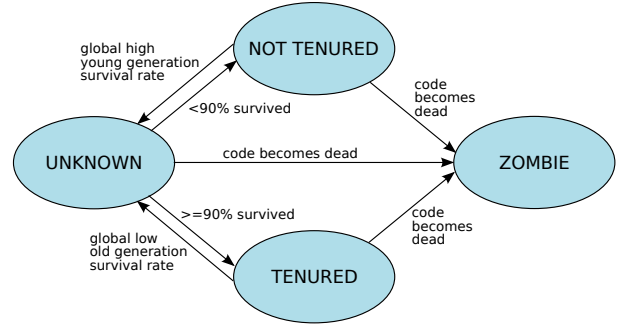 global high
young generation
survival rate
NOT TENURED
<90% survived
code
becomes
dead
UNKNOWN
code becomes dead
ZOMBIE
>=90% survived
global low
old generation
survival rate
TENURED
code
becomes
dead